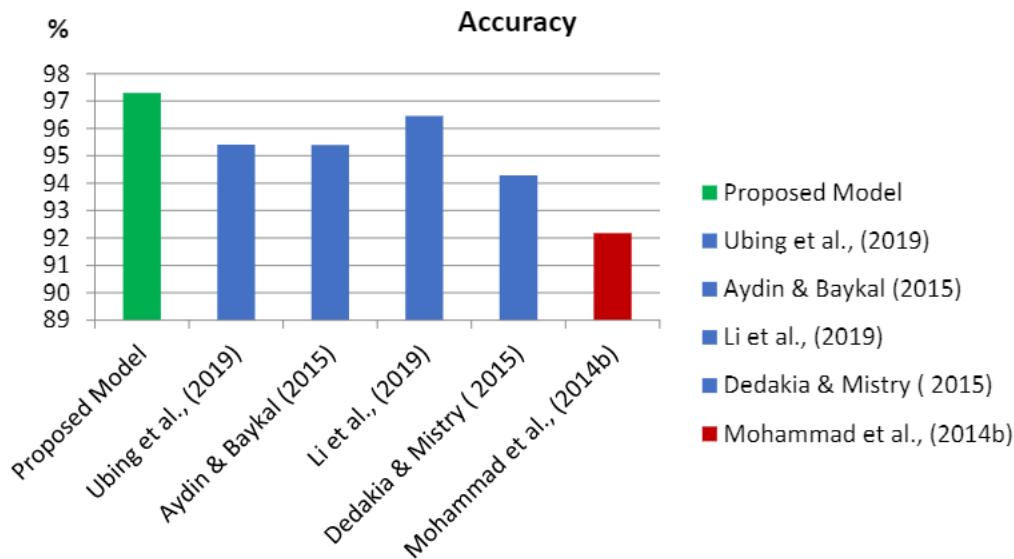 Accuracy
%
98
97
96
95
94
93
92
91
90
89
Proposed Model
Ubing et al., (2019)
Aydin & Baykal (2015)
Li et al., (2019)
Dedakia & Mistry ( 2015)
Mohammad et al., (2014b)
Proposed Model
Ubing et al., (2019)
Aydin & Baykal (2015)
Li et al., (2019)
Dedakia & Mistry ( 2015)
Mohammad et al., (2014b)